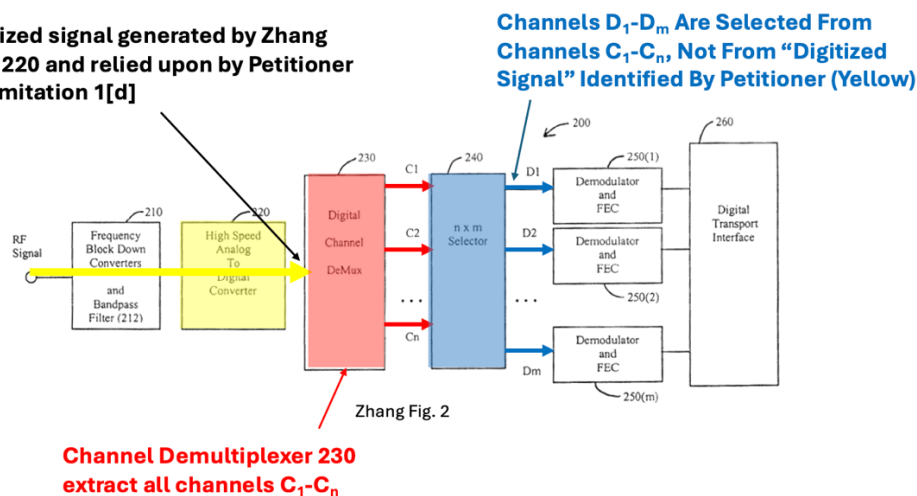 ized signal generated by Zhang
220 and relied upon by Petitioner
mitation 1[d]
Channels D₁-Dₘ Are Selected From
Channels C₁-Cₙ, Not From “Digitized
Signal” Identified By Petitioner (Yellow)
200
260
230
240
250(1)
C1
D1
Digital
Channel
DeMux
n x m
Selector
Demodulator
and
FEC
Digital
Transport
Interface
210
220
RF
Signal
Frequency
Block Down
Converters
and
Bandpass
Filter (212)
High Speed
Analog
To
Digital
Converter
C2
D2
Demodulator
and
FEC
250(2)
...
...
Cn
Dm
Demodulator
and
FEC
250(m)
Zhang Fig. 2
Channel Demultiplexer 230
extract all channels C₁-Cₙ